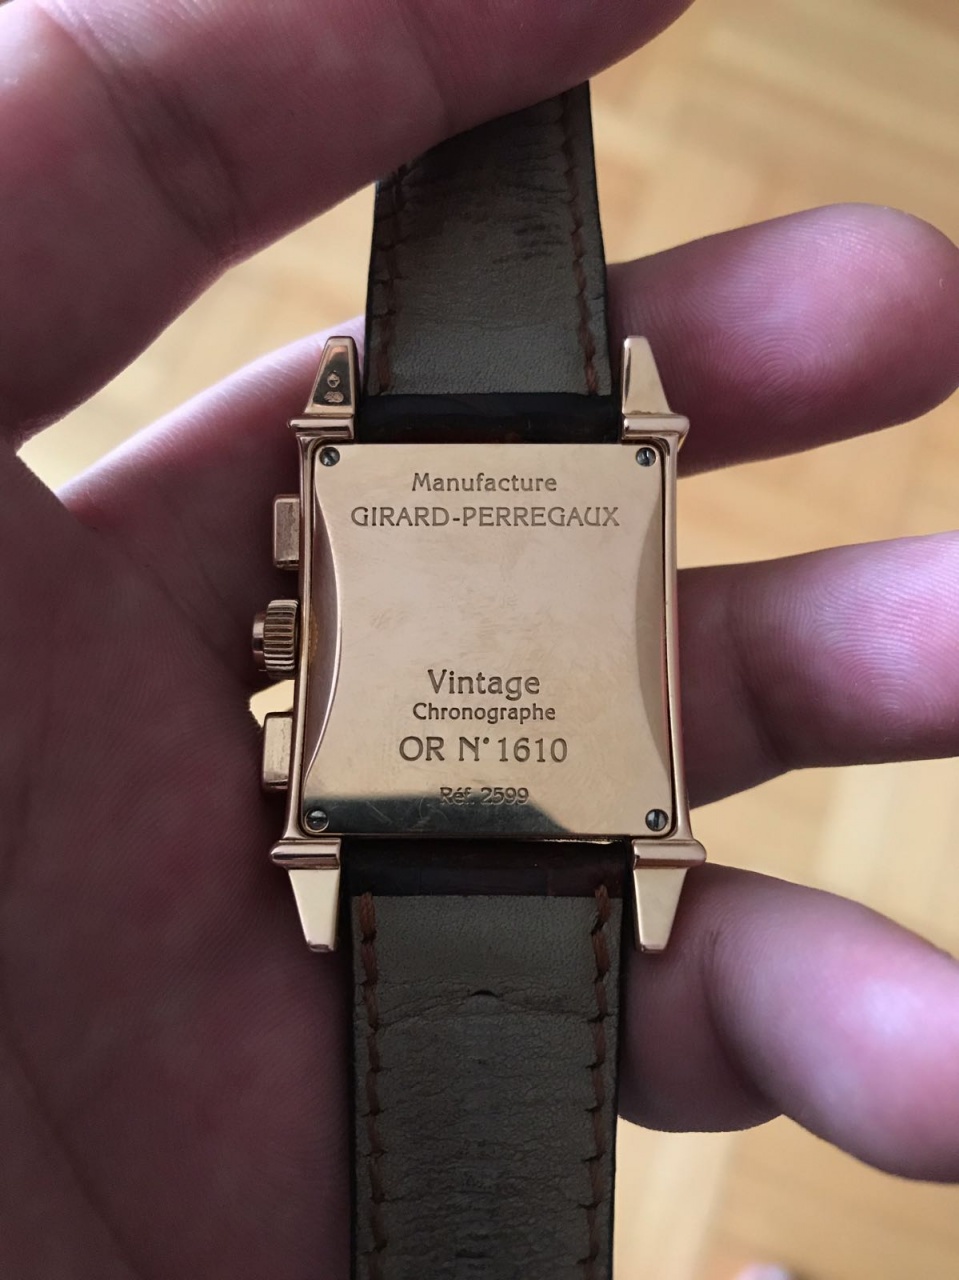 Manufacture
GIRARD-PERREGAUX
Vintage
Chronographe
OR N° 1610
Réf. 2599